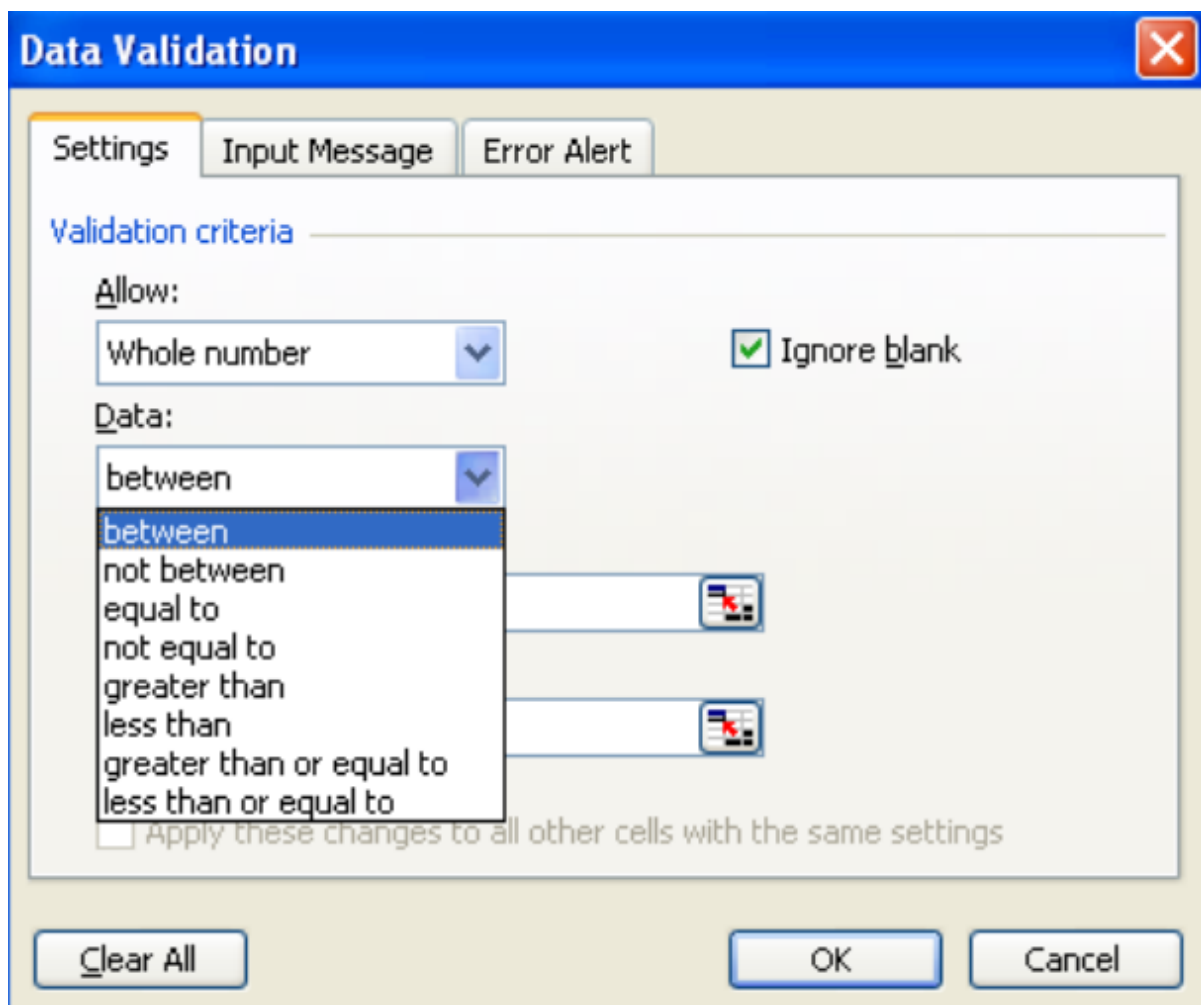 Data Validation
Settings Input Message Error Alert
Validation criteria
Allow:
Whole number
Ignore blank
Data:
between
between
not between
equal to
not equal to
greater than
less than
greater than or equal to
less than or equal to
Apply these changes to all other cells with the same settings
Clear All OK Cancel